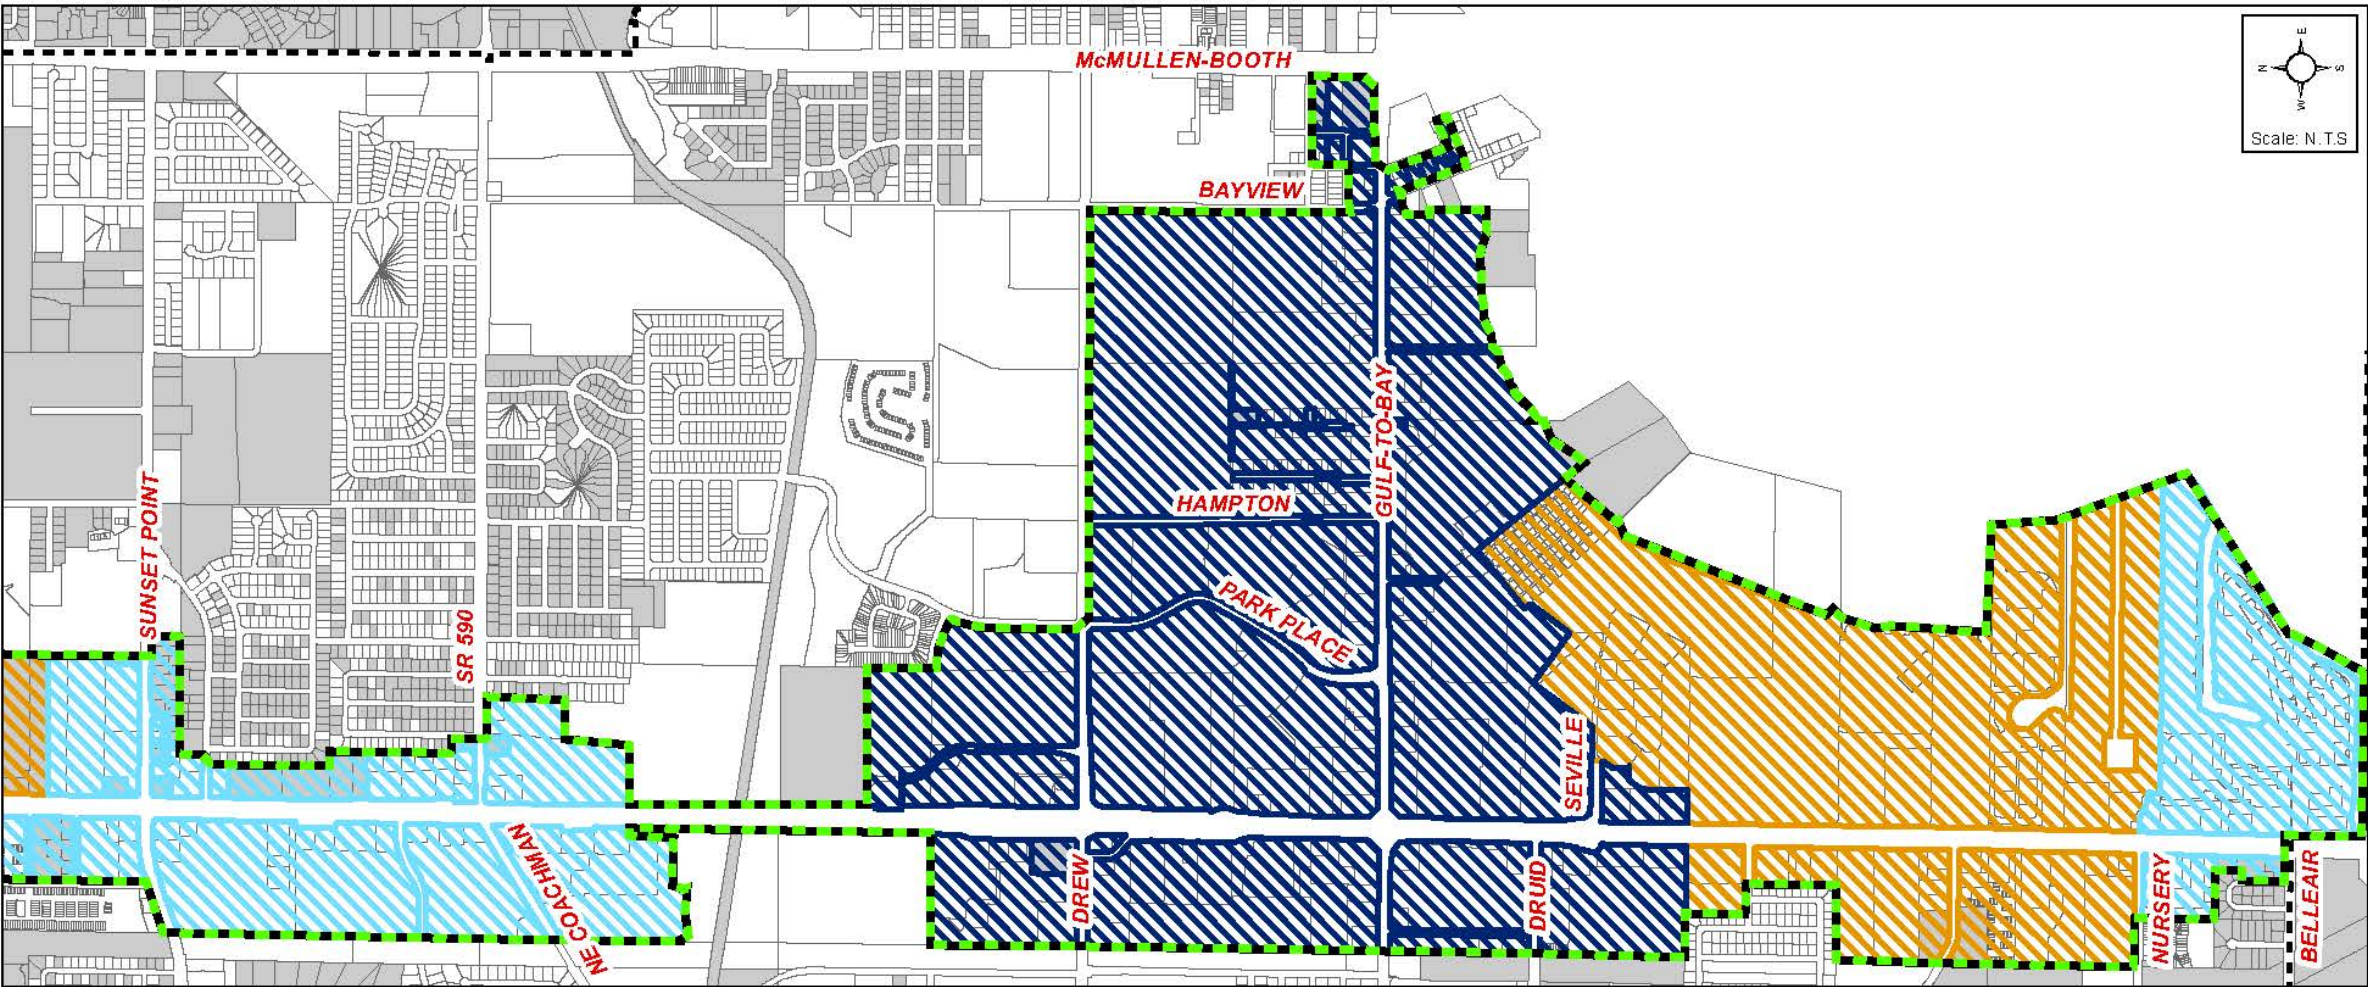 McMULLEN-BOOTH
E
N
S
W
Scale: N.T.S
BAYVIEW
GULF-TO-BAY
HAMPTON
SUNSET POINT
SR 590
PARK PLACE
SEVILLE
NE COACHMAN
DREW
DRUID
NURSERY
BELLEAIR